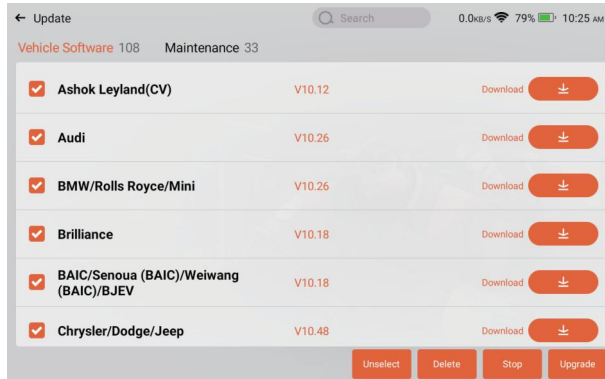 ← Update Search 0.0KB/S 79% 10:25 AM
Vehicle Software 108 Maintenance 33
Ashok Leyland(CV) V10.12 Download
Audi V10.26 Download
BMW/Rolls Royce/Mini V10.26 Download
Brilliance V10.18 Download
BAIC/Senoua (BAIC)/Weiwang
(BAIC)/BJEV V10.18 Download
Chrysler/Dodge/Jeep V10.48 Download
Unselect Delete Stop Upgrade